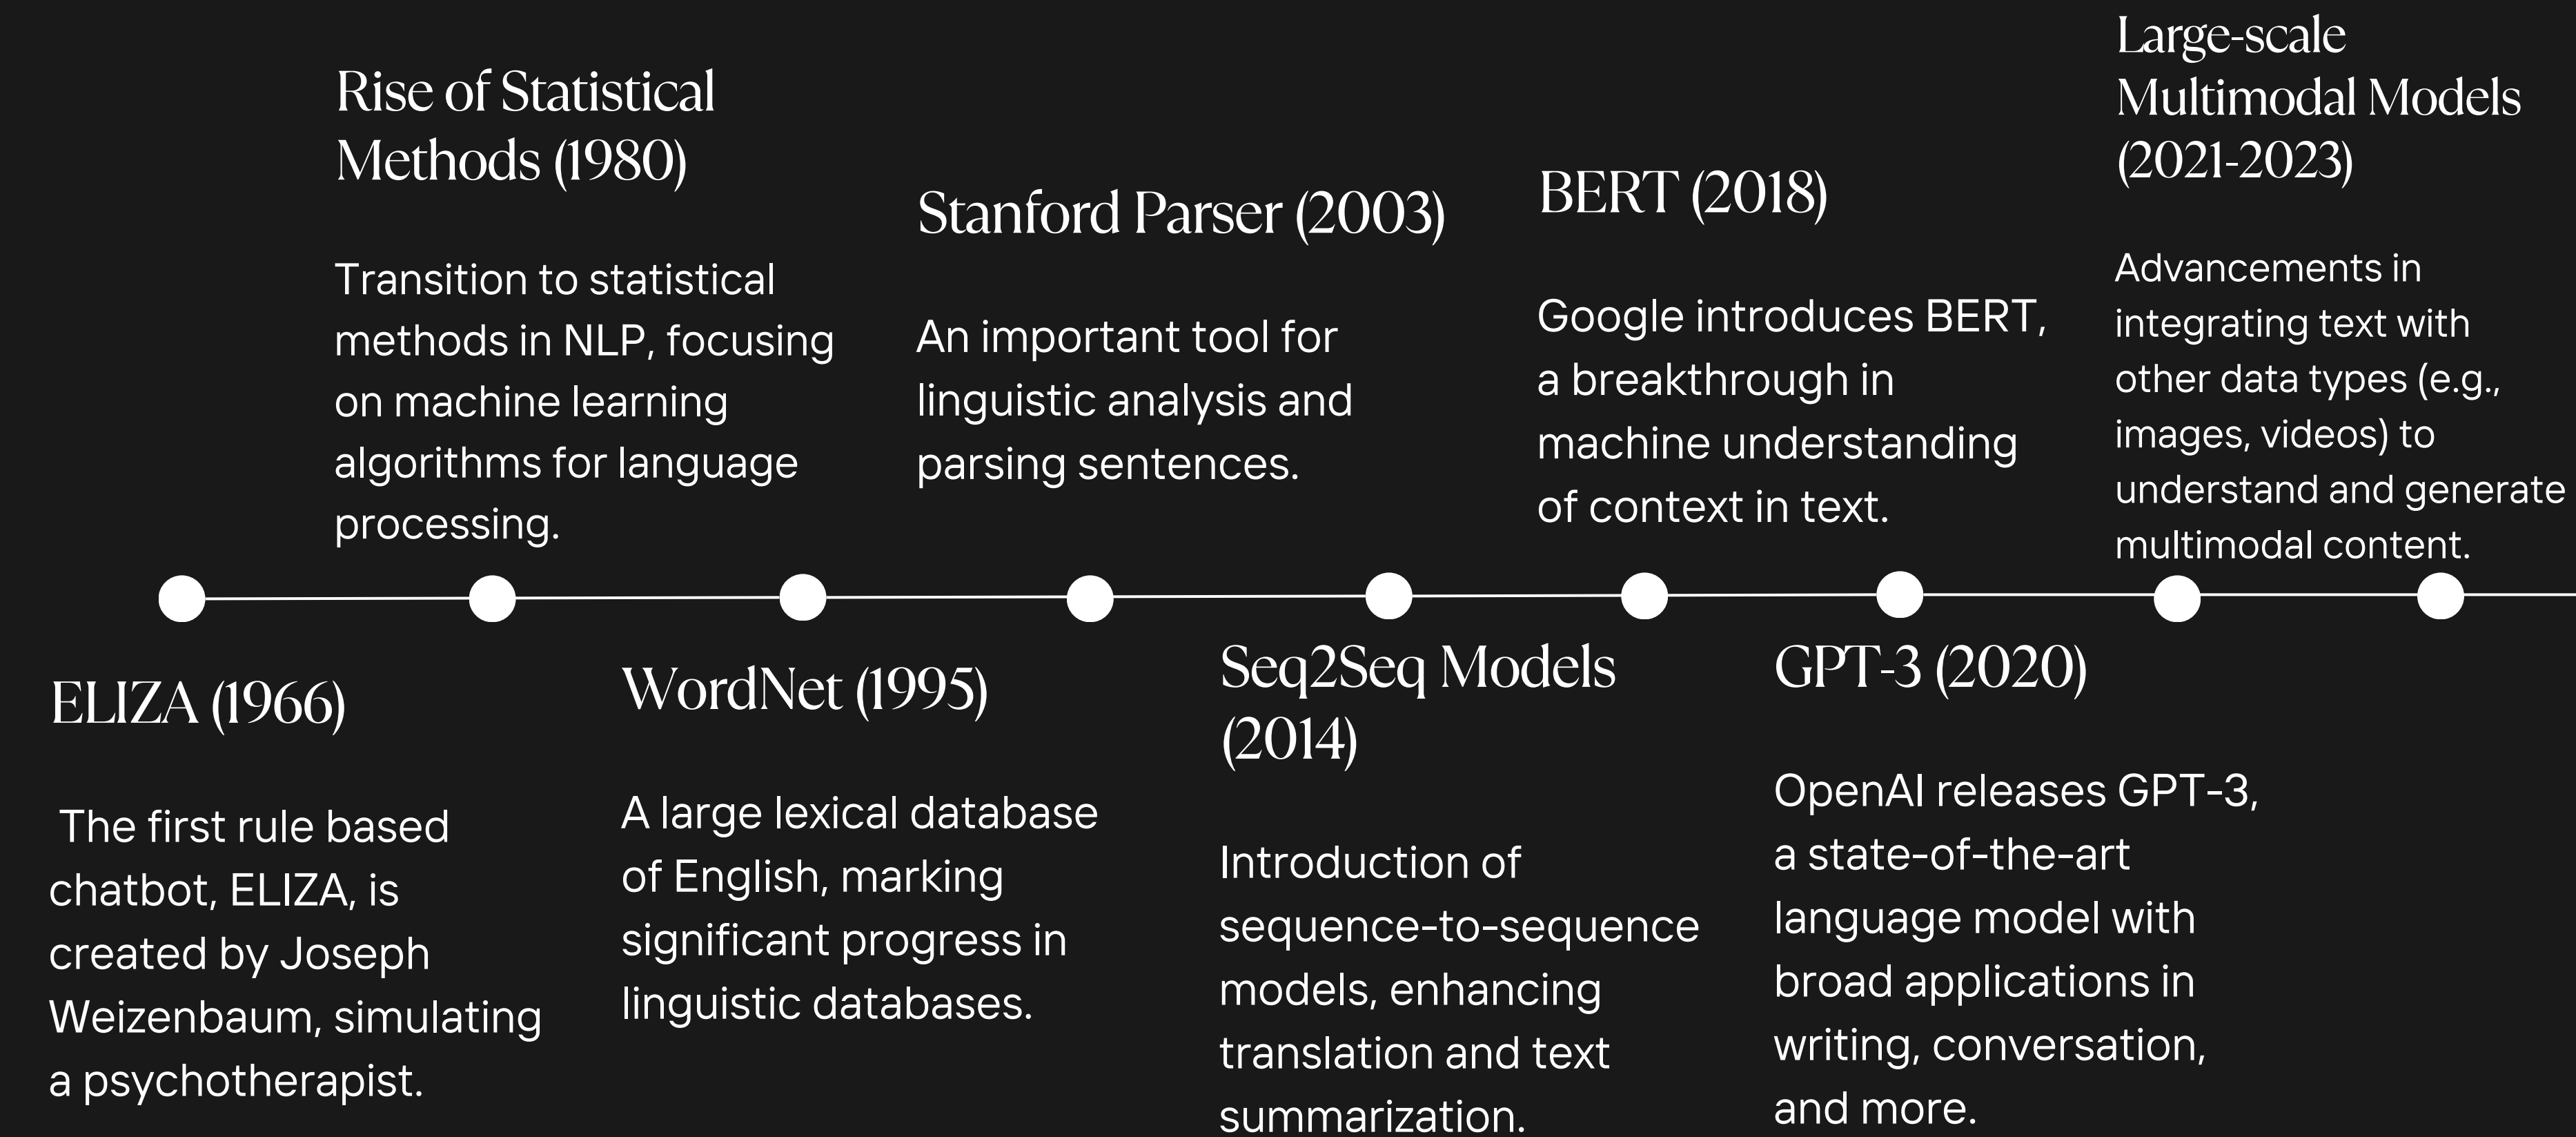 ELIZA (1966)
The first rule based
chatbot, ELIZA, is
created by Joseph
Weizenbaum, simulating
a psychotherapist.
Rise of Statistical
Methods (1980)
Transition to statistical
methods in NLP, focusing
on machine learning
algorithms for language
processing.
WordNet (1995)
A large lexical database
of English, marking
significant progress in
linguistic databases.
Stanford Parser (2003)
An important tool for
linguistic analysis and
parsing sentences.
Seq2Seq Models
(2014)
Introduction of
sequence-to-sequence
models, enhancing
translation and text
summarization.
BERT (2018)
Google introduces BERT,
a breakthrough in
machine understanding
of context in text.
GPT-3 (2020)
OpenAI releases GPT-3,
a state-of-the-art
language model with
broad applications in
writing, conversation,
and more.
Large-scale
Multimodal Models
(2021-2023)
Advancements in
integrating text with
other data types (e.g.,
images, videos) to
understand and generate
multimodal content.